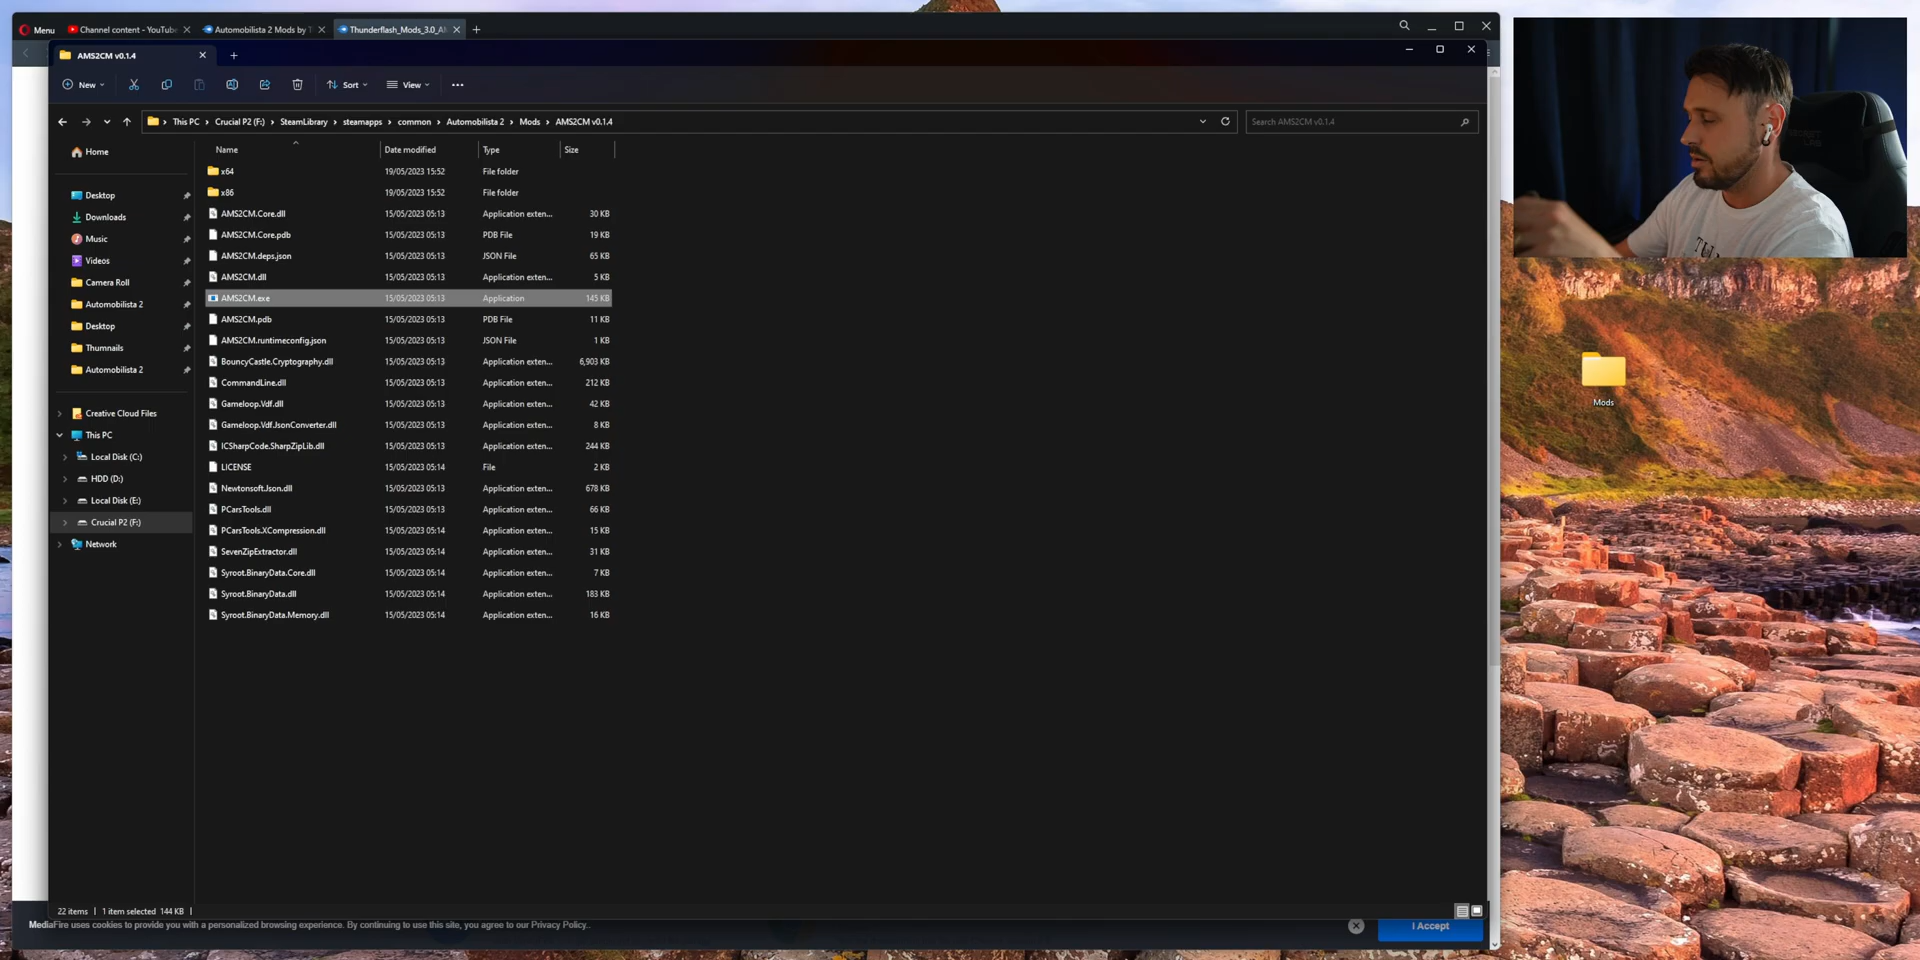 Menu
Channel content - YouTube
Automobilista 2 Mods by T
Thunderflash_Mods_3.0_A
AMS2CM v0.1.4
New
Sort
View
This PC > Crucial P2 (F:) > SteamLibrary > steamapps > common > Automobilista 2 > Mods > AMS2CM v0.1.4
Search AMS2CM v0.1.4
Home
Desktop
Downloads
Music
Videos
Camera Roll
Automobilista 2
Desktop
Thumnails
Automobilista 2
Creative Cloud Files
This PC
Local Disk (C:)
HDD (D:)
Local Disk (E:)
Crucial P2 (F:)
Network
Name Date modified Type Size
x64 19/05/2023 15:52 File folder
x86 19/05/2023 15:52 File folder
AMS2CM.Core.dll 15/05/2023 05:13 Application exten... 30 KB
AMS2CM.Core.pdb 15/05/2023 05:13 PDB File 19 KB
AMS2CM.deps.json 15/05/2023 05:13 JSON File 65 KB
AMS2CM.dll 15/05/2023 05:13 Application exten... 5 KB
AMS2CM.exe 15/05/2023 05:13 Application 145 KB
AMS2CM.pdb 15/05/2023 05:13 PDB File 11 KB
AMS2CM.runtimeconfig.json 15/05/2023 05:13 JSON File 1 KB
BouncyCastle.Cryptography.dll 15/05/2023 05:13 Application exten... 6,903 KB
CommandLine.dll 15/05/2023 05:13 Application exten... 212 KB
Gameloop.Vdf.dll 15/05/2023 05:13 Application exten... 42 KB
Gameloop.Vdf.JsonConverter.dll 15/05/2023 05:13 Application exten... 8 KB
ICSharpCode.SharpZipLib.dll 15/05/2023 05:13 Application exten... 244 KB
LICENSE 15/05/2023 05:14 File 2 KB
Newtonsoft.Json.dll 15/05/2023 05:13 Application exten... 678 KB
PCarsTools.dll 15/05/2023 05:13 Application exten... 66 KB
PCarsTools.XCompression.dll 15/05/2023 05:14 Application exten... 15 KB
SevenZipExtractor.dll 15/05/2023 05:14 Application exten... 31 KB
Syroot.BinaryData.Core.dll 15/05/2023 05:14 Application exten... 7 KB
Syroot.BinaryData.dll 15/05/2023 05:14 Application exten... 183 KB
Syroot.BinaryData.Memory.dll 15/05/2023 05:14 Application exten... 16 KB
22 items | 1 item selected 144 KB |
MediaFire uses cookies to provide you with a personalized browsing experience. By continuing to use this site, you agree to our Privacy Policy..
I Accept
Mods